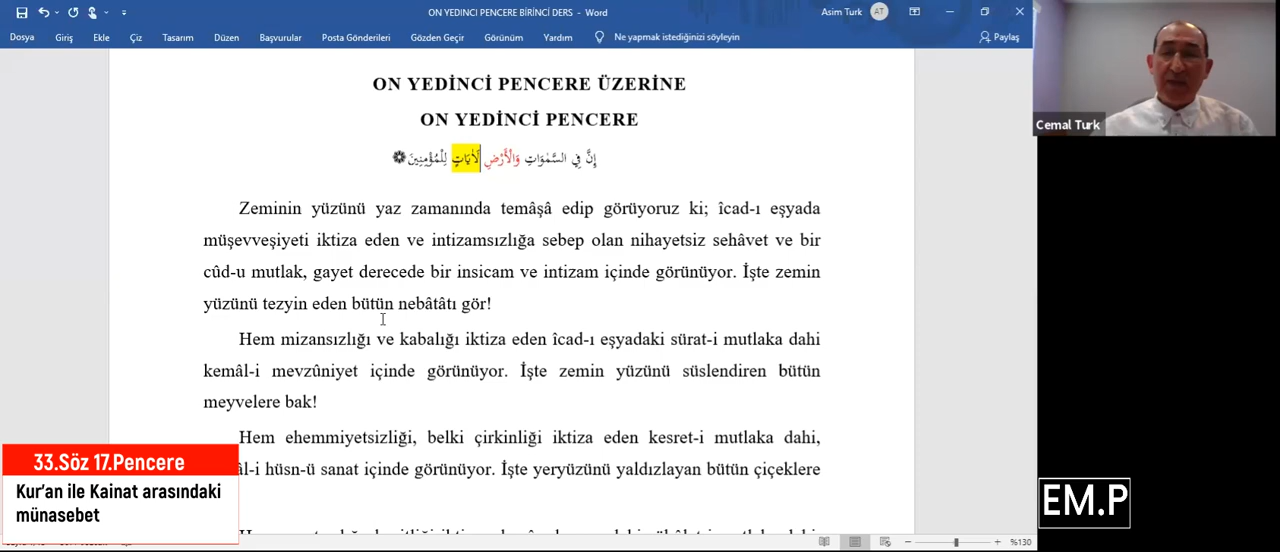 ON YEDINCI PENCERE BİRİNCİ DERS - Word
Asim Turk AT
Dosya Giriş Ekle Çiz Tasarım Düzen Başvurular Posta Gönderileri Gözden Geçir Görünüm Yardım Ne yapmak istediğinizi söyleyin Paylaş
ON YEDİNCİ PENCERE ÜZERİNE
ON YEDİNCİ PENCERE
اِنَّ فِي السَّمٰوَاتِ وَالْاَرْضِ لَاٰيَاتٍ لِلْمُؤْمِنِينَ
Zeminin yüzünü yaz zamanında temâşâ edip görüyoruz ki; îcad-ı eşyada
müşevveşiyeti iktiza eden ve intizamsızlığa sebep olan nihayetsiz sehâvet ve bir
cûd-u mutlak, gayet derecede bir insicam ve intizam içinde görünüyor. İşte zemin
yüzünü tezyin eden bütün nebâtâtı gör!
Hem mizansızlığı ve kabalığı iktiza eden îcad-ı eşyadaki sürat-i mutlaka dahi
kemâl-i mevzûniyet içinde görünüyor. İşte zemin yüzünü süslendiren bütün
meyvelere bak!
Hem ehemmiyetsizliği, belki çirkinliği iktiza eden kesret-i mutlaka dahi,
l-i hüsn-ü sanat içinde görünüyor. İşte yeryüzünü yaldızlayan bütün çiçeklere
Cemal Turk
33.Söz 17.Pencere
Kur'an ile Kainat arasındaki
münasebet
EM.P
%130